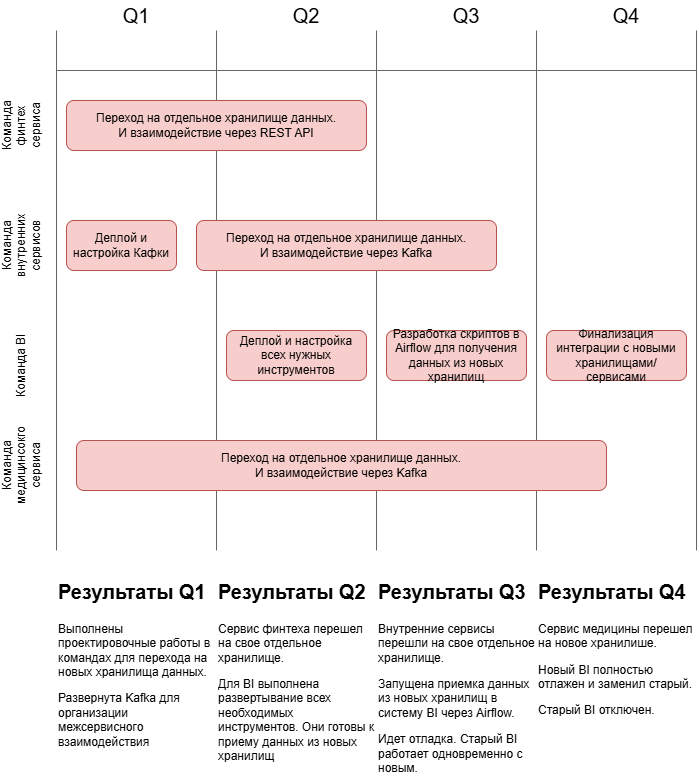 Q1
Q2
Q3
Q4
Команда
финтех
сервиса
Переход на отдельное хранилище данных.
И взаимодействие через REST API
Команда
внутренних
сервисов
Деплой и
настройка Кафки
Переход на отдельное хранилище данных.
И взаимодействие через Kafka
Команда BI
Деплой и настройка
всех нужных
инструментов
Разработка скриптов в
Airflow для получения
данных из новых
хранилищ
Финализация
интеграции с новыми
хранилищами/
сервисами
Команда
медицинсокго
сервиса
Переход на отдельное хранилище данных.
И взаимодействие через Kafka
Результаты Q1
Выполнены
проектировочные работы в
командах для перехода на
новых хранилища данных.
Развернута Kafka для
организации
межсервисного
взаимодействия
Результаты Q2
Сервис финтеха перешел
на свое отдельное
хранилище.
Для BI выполнена
развертывание всех
необходимых
инструментов. Они готовы к
приему данных из новых
хранилищ
Результаты Q3
Внутренние сервисы
перешли на свое отдельное
хранилище.
Запущена приемка данных
из новых хранилищ в
систему BI через Airflow.
Идет отладка. Старый BI
работает одновременно с
новым.
Результаты Q4
Сервис медицины перешел
на новое хранилише.
Новый BI полностью
отлажен и заменил старый.
Старый BI отключен.